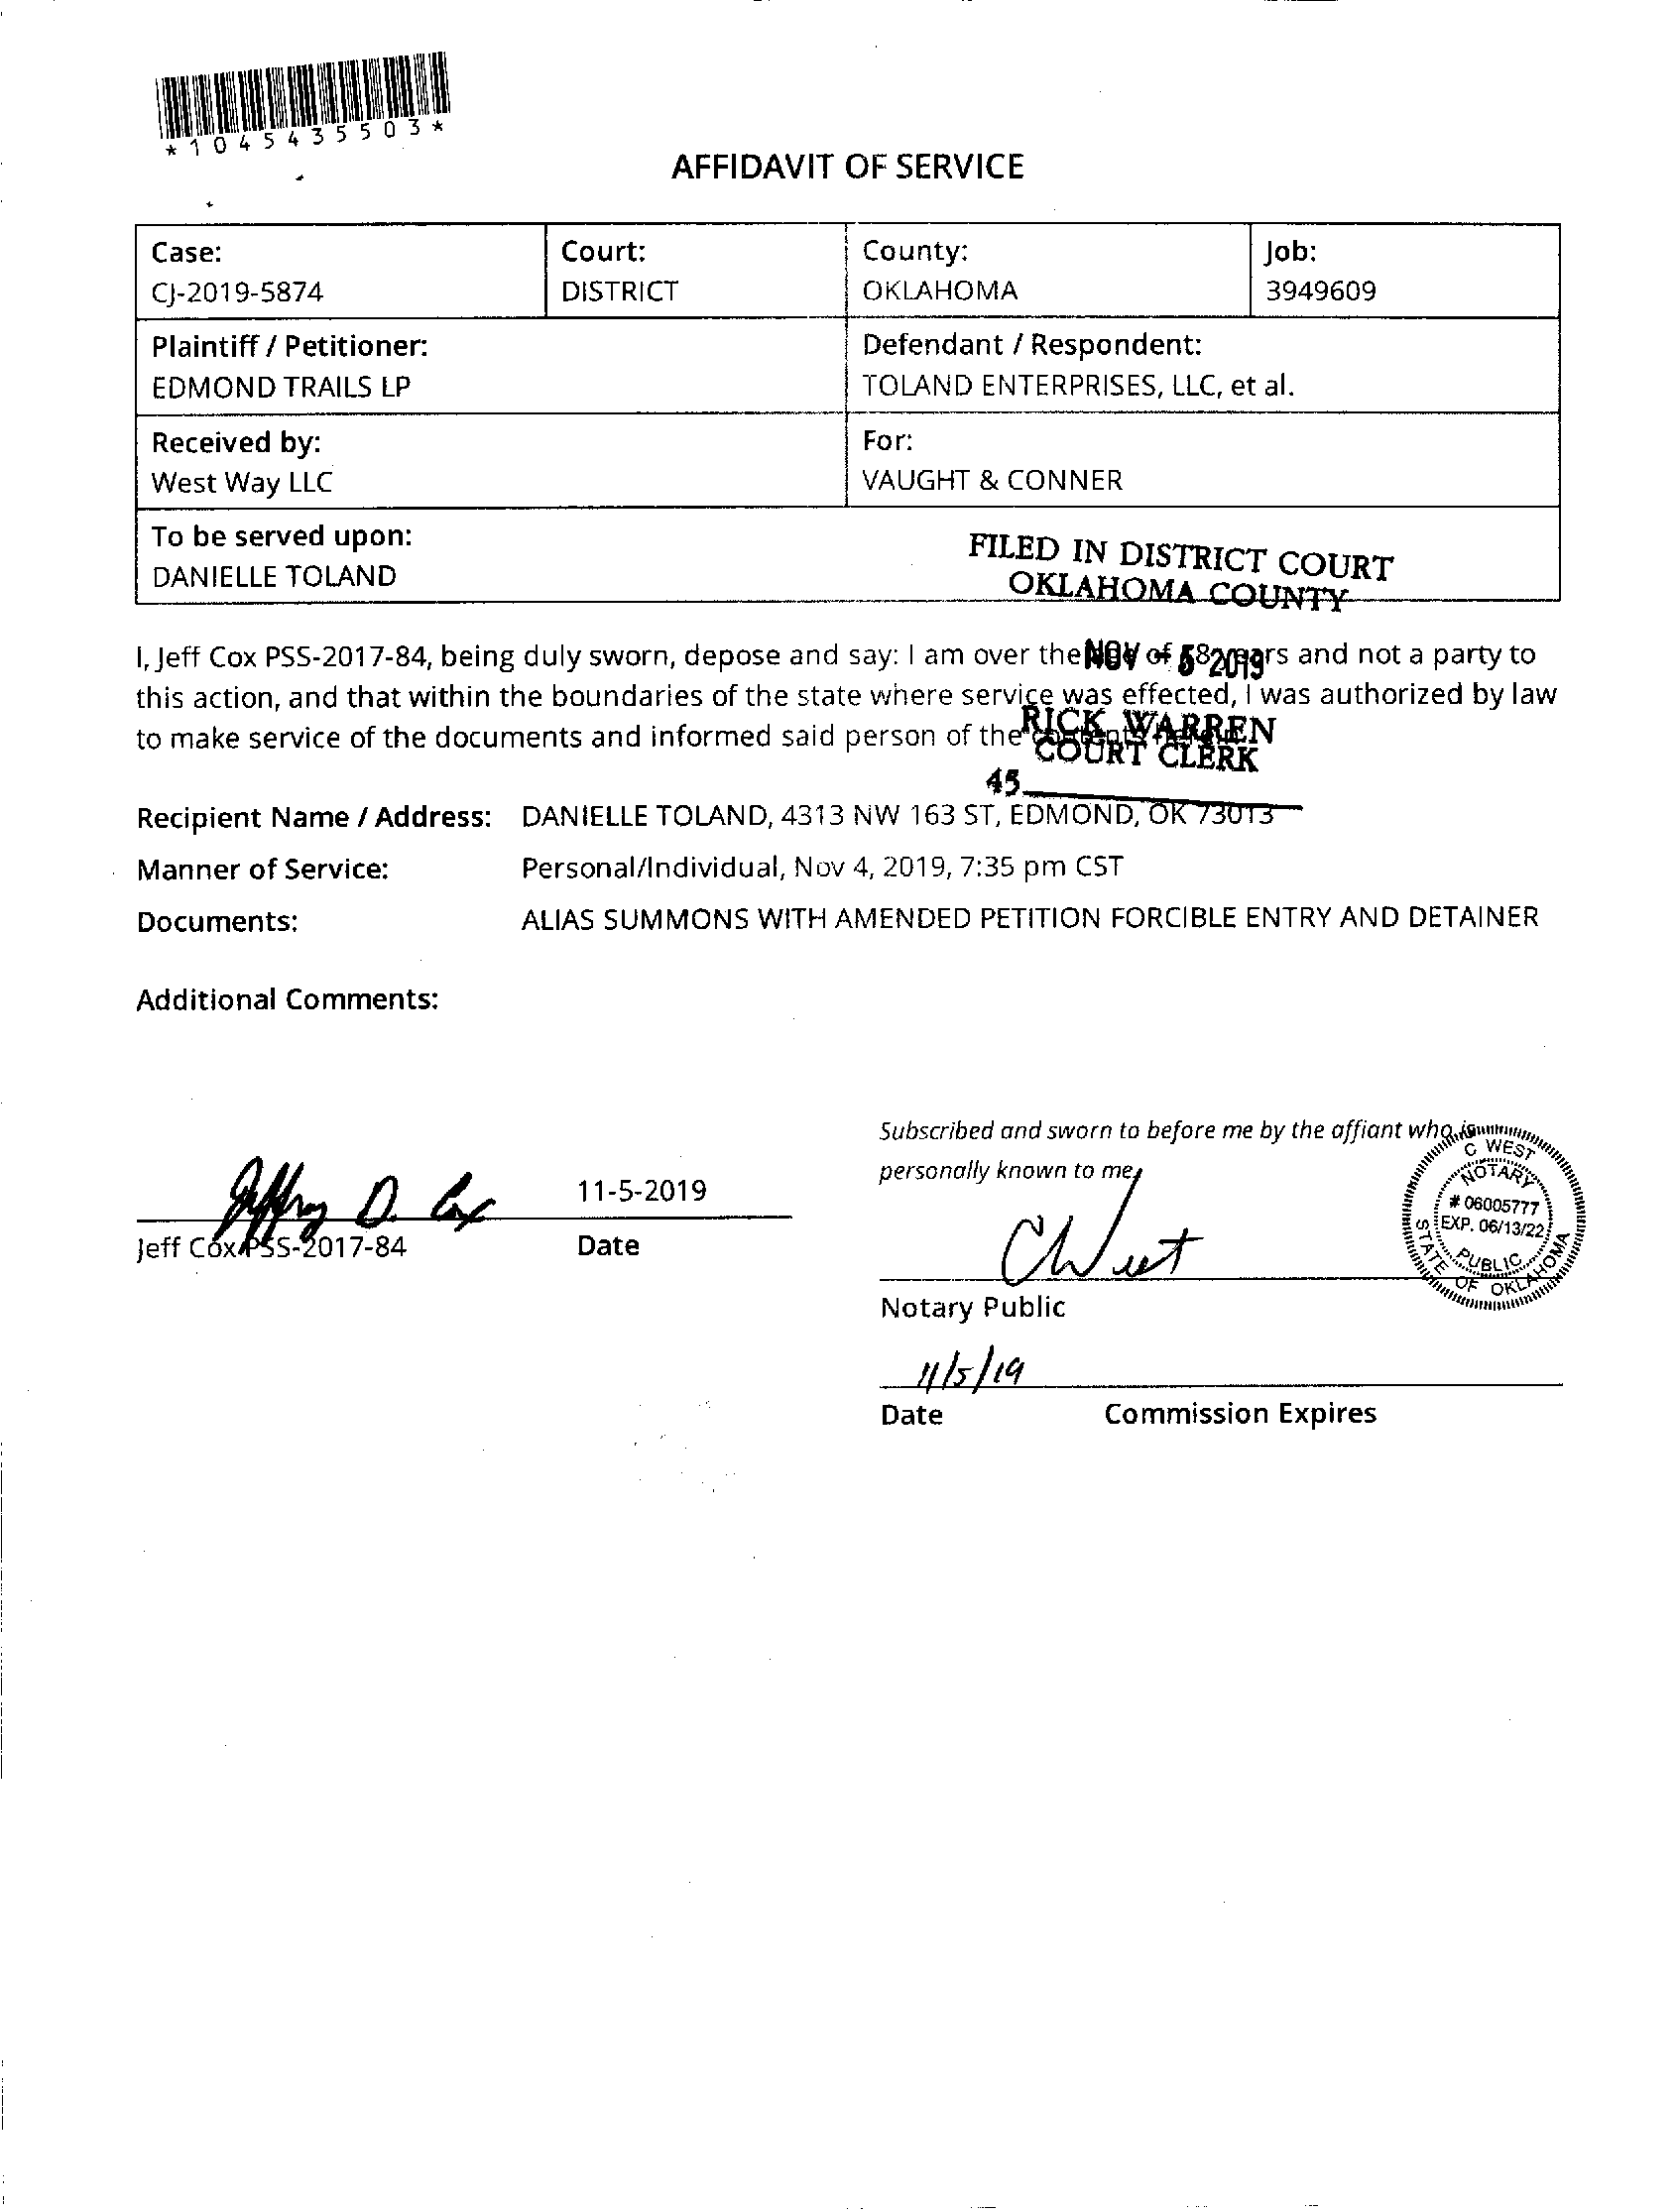 *1045435503*
AFFIDAVIT OF SERVICE
Case:
CJ-2019-5874
Court:
DISTRICT
County:
OKLAHOMA
Job:
3949609
Plaintiff / Petitioner:
EDMOND TRAILS LP
Defendant / Respondent:
TOLAND ENTERPRISES, LLC, et al.
Received by:
West Way LLC
For:
VAUGHT & CONNER
To be served upon:
DANIELLE TOLAND
FILED IN DISTRICT COURT
OKLAHOMA COUNTY
NOV 5 2019
RICK WARREN
COURT CLERK
45
I, Jeff Cox PSS-2017-84, being duly sworn, depose and say: I am over the of years and not a party to
this action, and that within the boundaries of the state where service was effected, I was authorized by law
to make service of the documents and informed said person of the
Recipient Name / Address: DANIELLE TOLAND, 4313 NW 163 ST, EDMOND, OK 73013
Manner of Service: Personal/Individual, Nov 4, 2019, 7:35 pm CST
Documents: ALIAS SUMMONS WITH AMENDED PETITION FORCIBLE ENTRY AND DETAINER
Additional Comments:
Jeffrey D. Cox
11-5-2019
Jeff Cox PSS-2017-84
Date
Subscribed and sworn to before me by the affiant who is
personally known to me,
C West
Notary Public
C WEST
NOTARY
# 06005777
EXP. 06/13/22
PUBLIC
STATE OF OKLAHOMA
11/5/19
Date Commission Expires